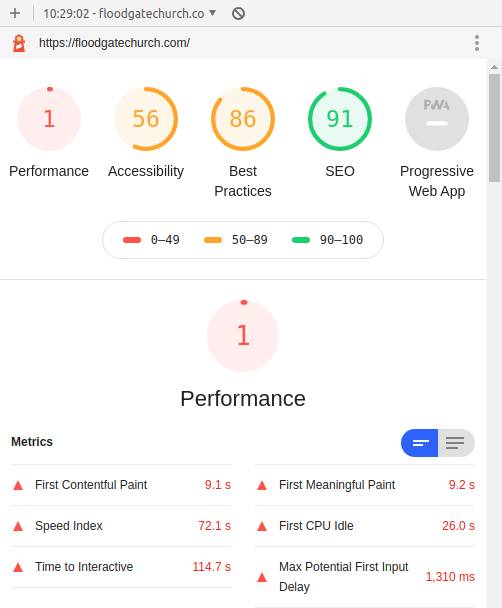 10:29:02 - floodgatechurch.co
https://floodgatechurch.com/
1
56
86
91
PWA
Performance
Accessibility
Best
Practices
SEO
Progressive
Web App
0–49
50–89
90–100
1
Performance
Metrics
First Contentful Paint 9.1 s
First Meaningful Paint 9.2 s
Speed Index 72.1 s
First CPU Idle 26.0 s
Time to Interactive 114.7 s
Max Potential First Input
Delay 1,310 ms